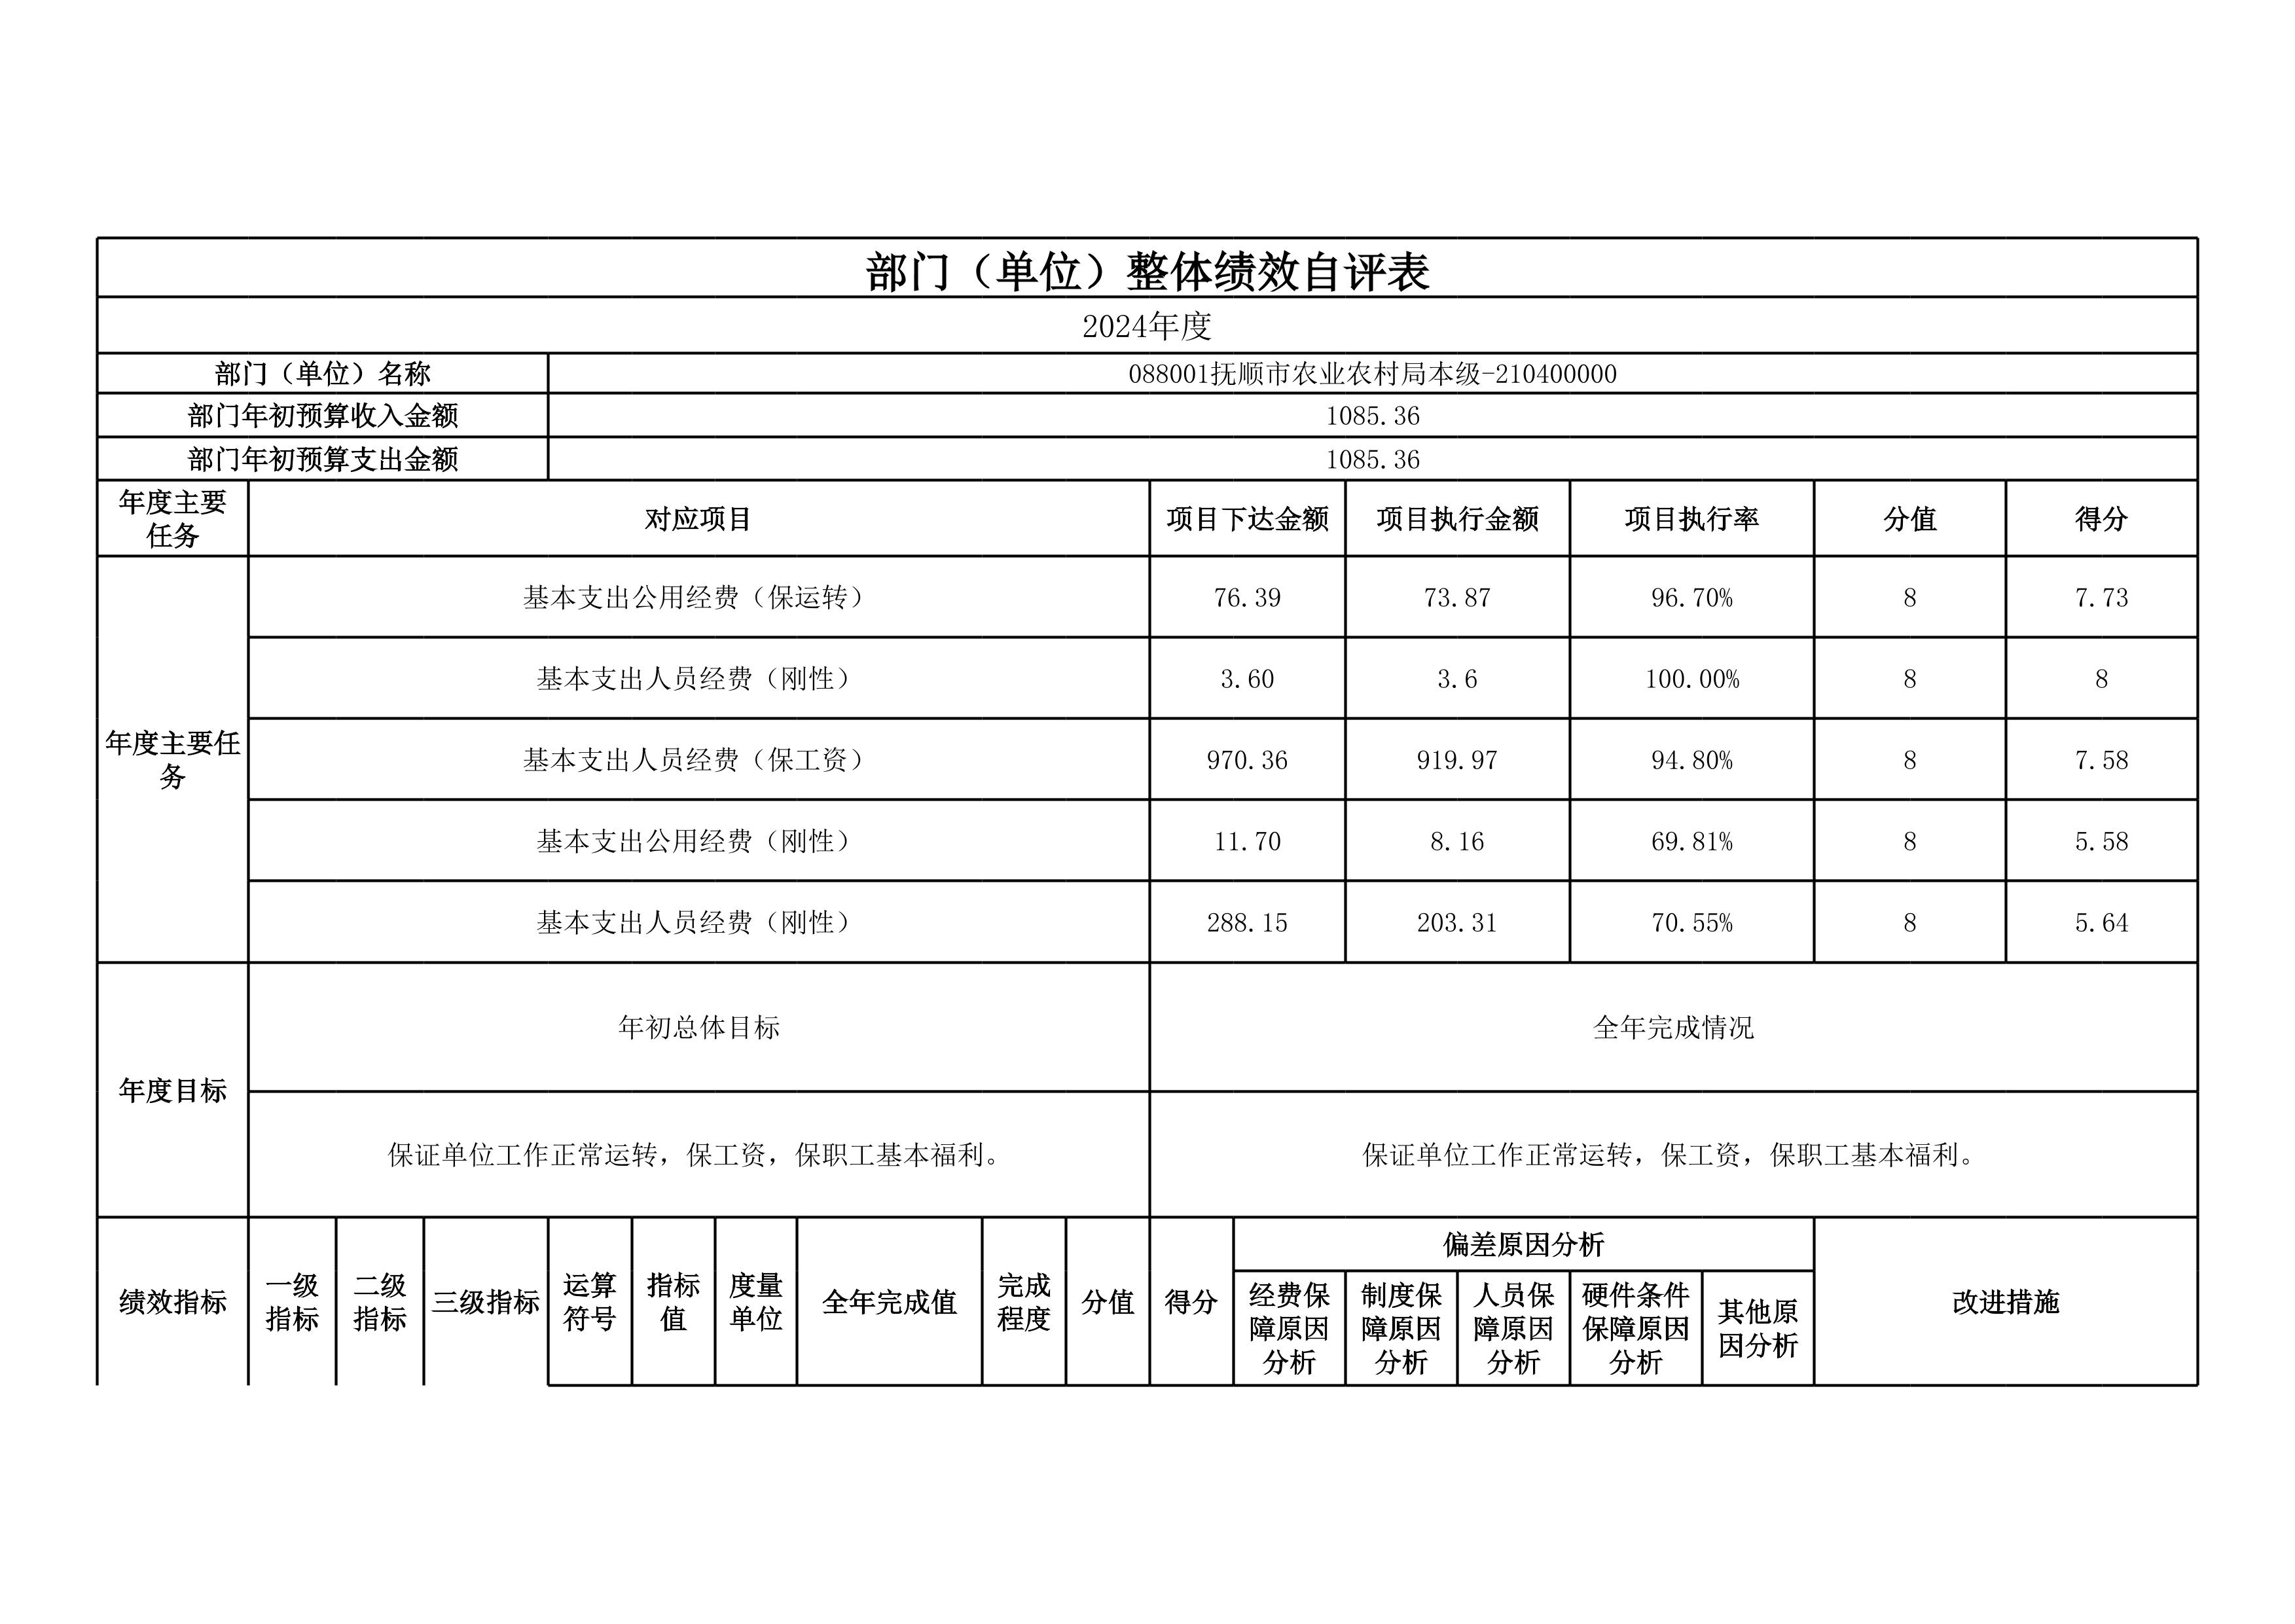 部门（单位）整体绩效自评表
2024年度
部门（单位）名称 088001抚顺市农业农村局本级-210400000
部门年初预算收入金额 1085.36
部门年初预算支出金额 1085.36
年度主要任务 对应项目 项目下达金额 项目执行金额 项目执行率 分值 得分
年度主要任务
基本支出公用经费（保运转） 76.39 73.87 96.70% 8 7.73
基本支出人员经费（刚性） 3.60 3.6 100.00% 8 8
基本支出人员经费（保工资） 970.36 919.97 94.80% 8 7.58
基本支出公用经费（刚性） 11.70 8.16 69.81% 8 5.58
基本支出人员经费（刚性） 288.15 203.31 70.55% 8 5.64
年度目标
年初总体目标 全年完成情况
保证单位工作正常运转，保工资，保职工基本福利。 保证单位工作正常运转，保工资，保职工基本福利。
绩效指标 一级指标 二级指标 三级指标 运算符号 指标值 度量单位 全年完成值 完成程度 分值 得分 偏差原因分析 改进措施
经费保障原因分析 制度保障原因分析 人员保障原因分析 硬件条件保障原因分析 其他原因分析